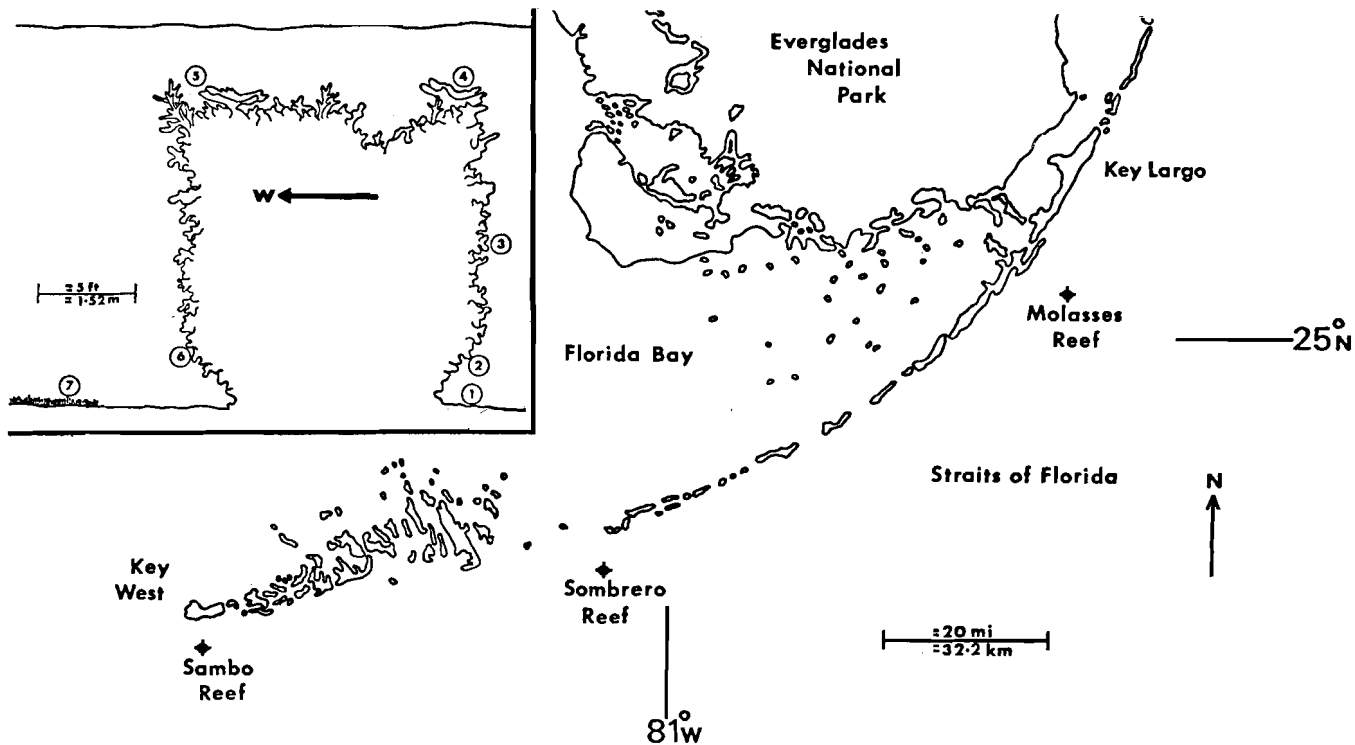 5
4
W
3
= 5 ft
= 1·52 m
6
2
7
1
Everglades
National
Park
Key Largo
Molasses
Reef
25°N
Florida Bay
Straits of Florida
N
Key
West
Sombrero
Reef
= 20 mi
= 32·2 km
Sambo
Reef
81°W